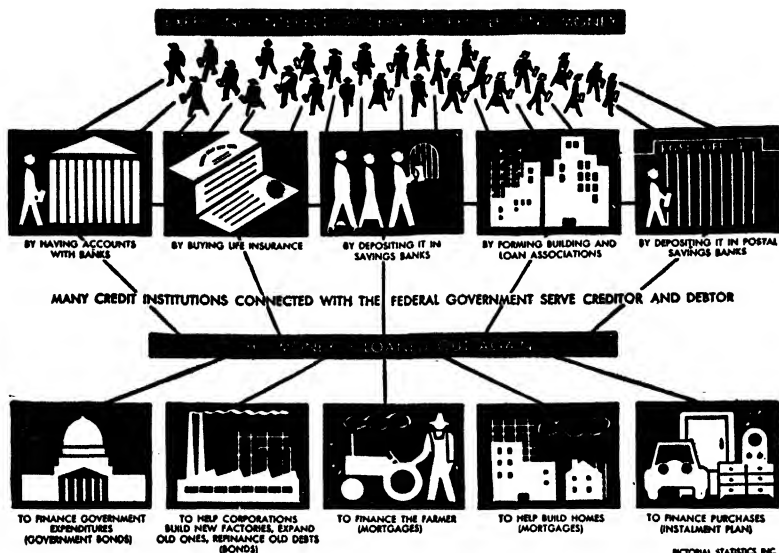 BY HAVING ACCOUNTS
WITH BANKS
BY BUYING LIFE INSURANCE
BY DEPOSITING IT IN
SAVINGS BANKS
BY FORMING BUILDING AND
LOAN ASSOCIATIONS
BY DEPOSITING IT IN POSTAL
SAVINGS BANKS
MANY CREDIT INSTITUTIONS CONNECTED WITH THE FEDERAL GOVERNMENT SERVE CREDITOR AND DEBTOR
LOANED OUT AGAIN
TO FINANCE GOVERNMENT
EXPENDITURES
(GOVERNMENT BONDS)
TO HELP CORPORATIONS
BUILD NEW FACTORIES, EXPAND
OLD ONES, REFINANCE OLD DEBTS
(BONDS)
TO FINANCE THE FARMER
(MORTGAGES)
TO HELP BUILD HOMES
(MORTGAGES)
TO FINANCE PURCHASES
(INSTALMENT PLAN)
PICTORIAL STATISTICS, INC.